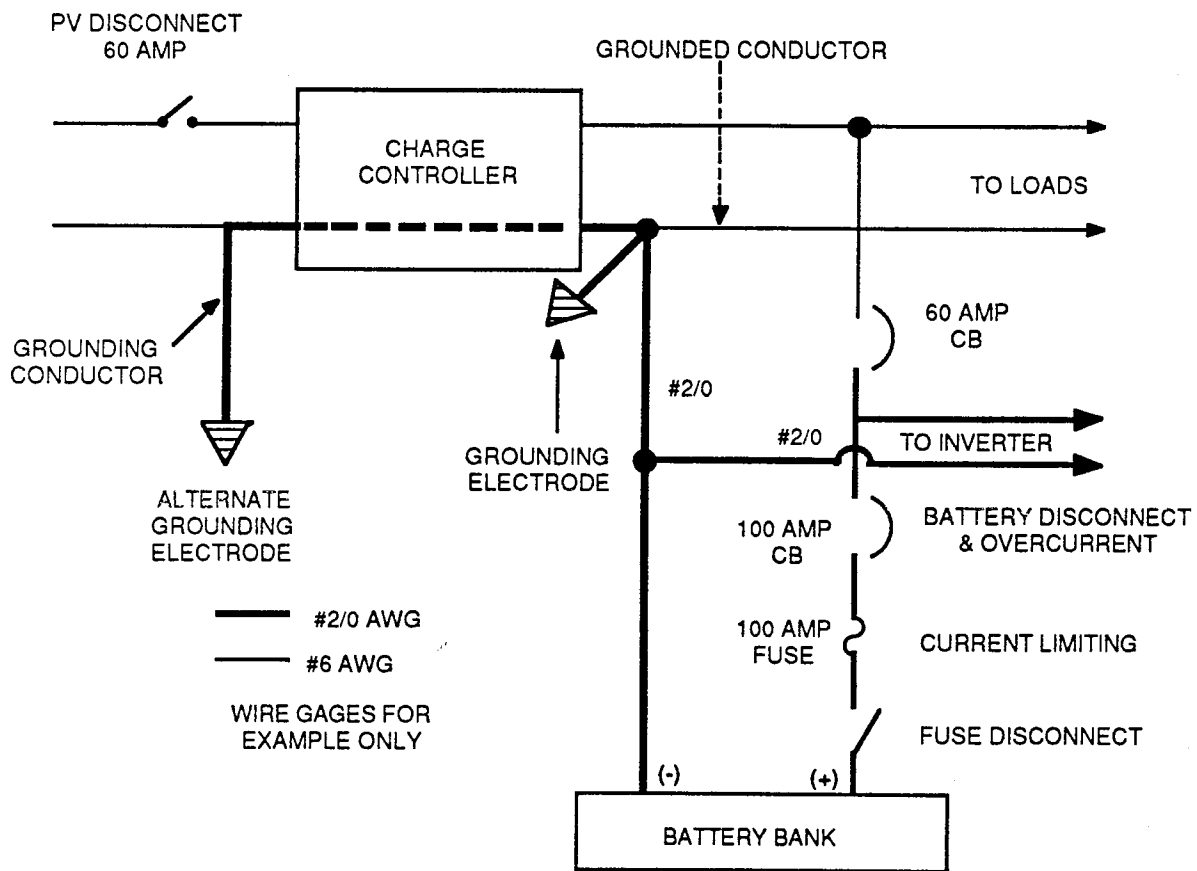 PV DISCONNECT
60 AMP
GROUNDED CONDUCTOR
CHARGE
CONTROLLER
TO LOADS
60 AMP
CB
GROUNDING
CONDUCTOR
#2/0
#2/0
TO INVERTER
GROUNDING
ELECTRODE
ALTERNATE
GROUNDING
ELECTRODE
100 AMP
CB
BATTERY DISCONNECT
& OVERCURRENT
#2/0 AWG
100 AMP
FUSE
CURRENT LIMITING
#6 AWG
WIRE GAGES FOR
EXAMPLE ONLY
FUSE DISCONNECT
(-)
(+)
BATTERY BANK